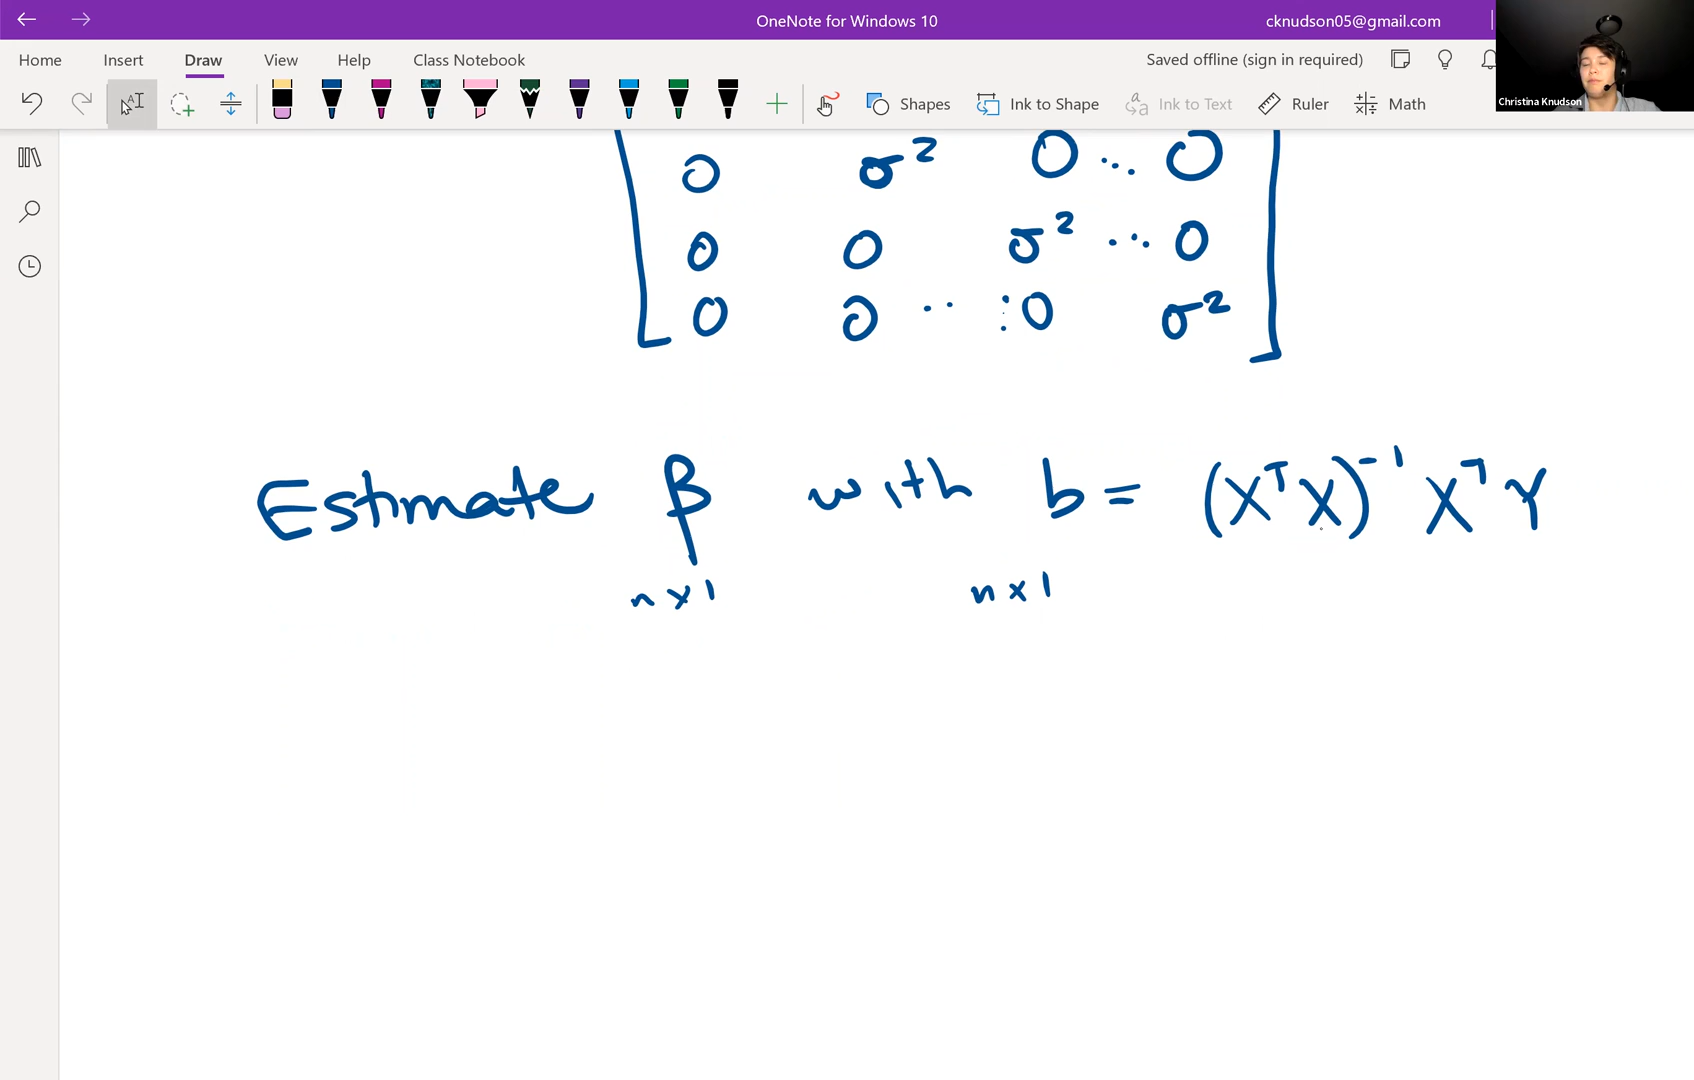 OneNote for Windows 10
cknudson05@gmail.com
Home Insert Draw View Help Class Notebook
Saved offline (sign in required)
Shapes Ink to Shape Ink to Text Ruler Math
Christina Knudson
0 σ² 0 ... 0
0 0 σ² ... 0
0 0 .. : 0 σ²
Estimate β with b = (XᵀX)⁻¹ XᵀY
n x 1 n x 1